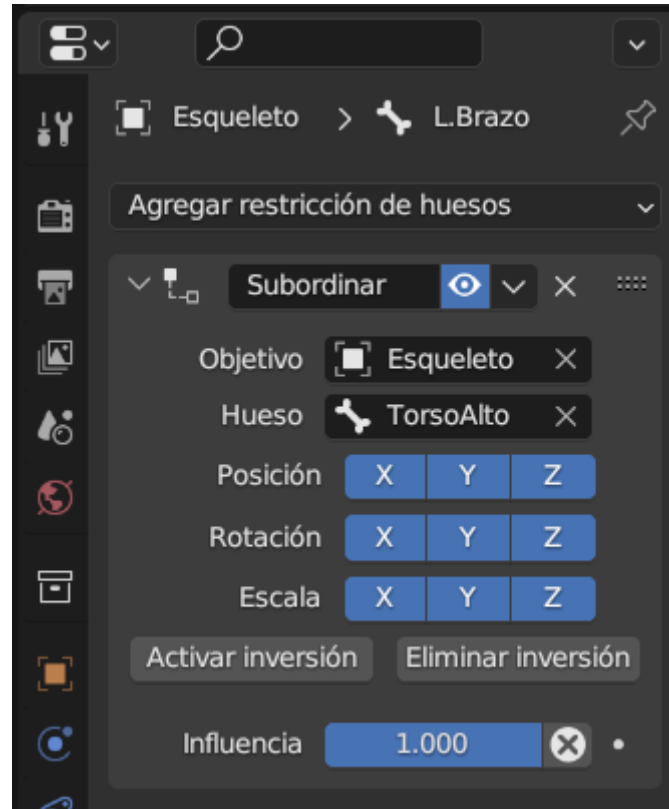 Esqueleto > L.Brazo
Agregar restricción de huesos
Subordinar
Objetivo Esqueleto
Hueso TorsoAlto
Posición X Y Z
Rotación X Y Z
Escala X Y Z
Activar inversión Eliminar inversión
Influencia 1.000